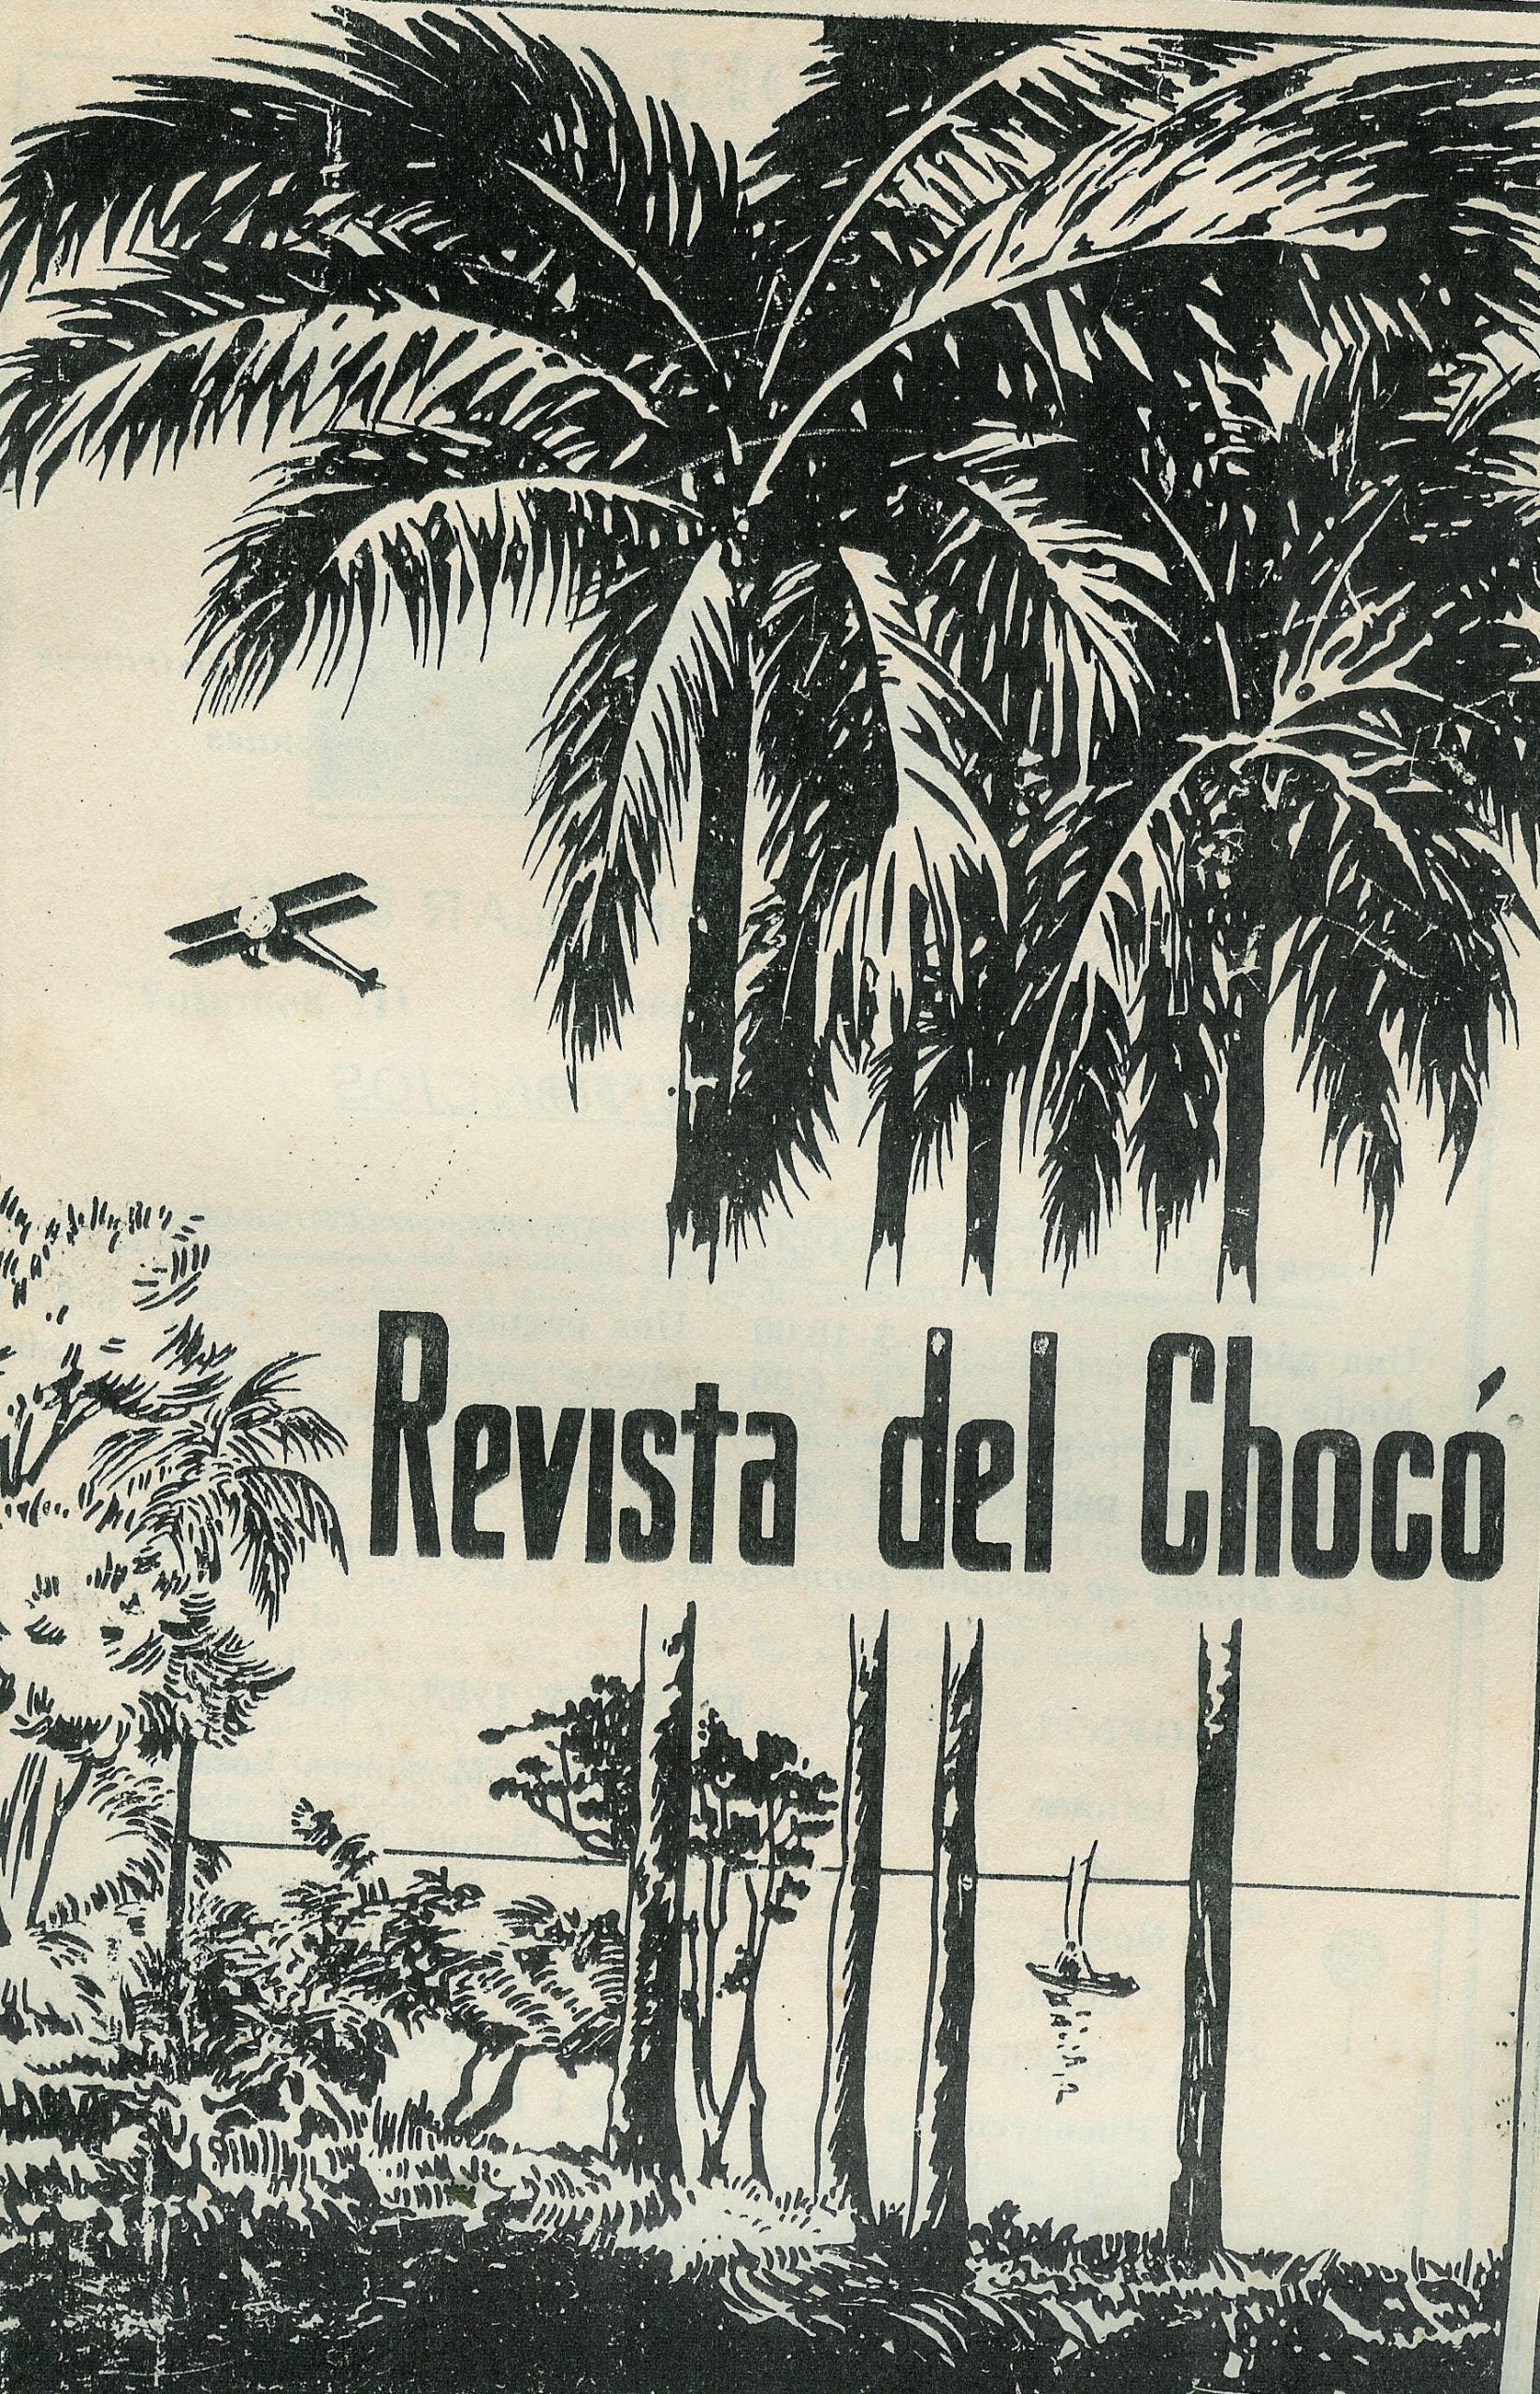 Revista del Chocó